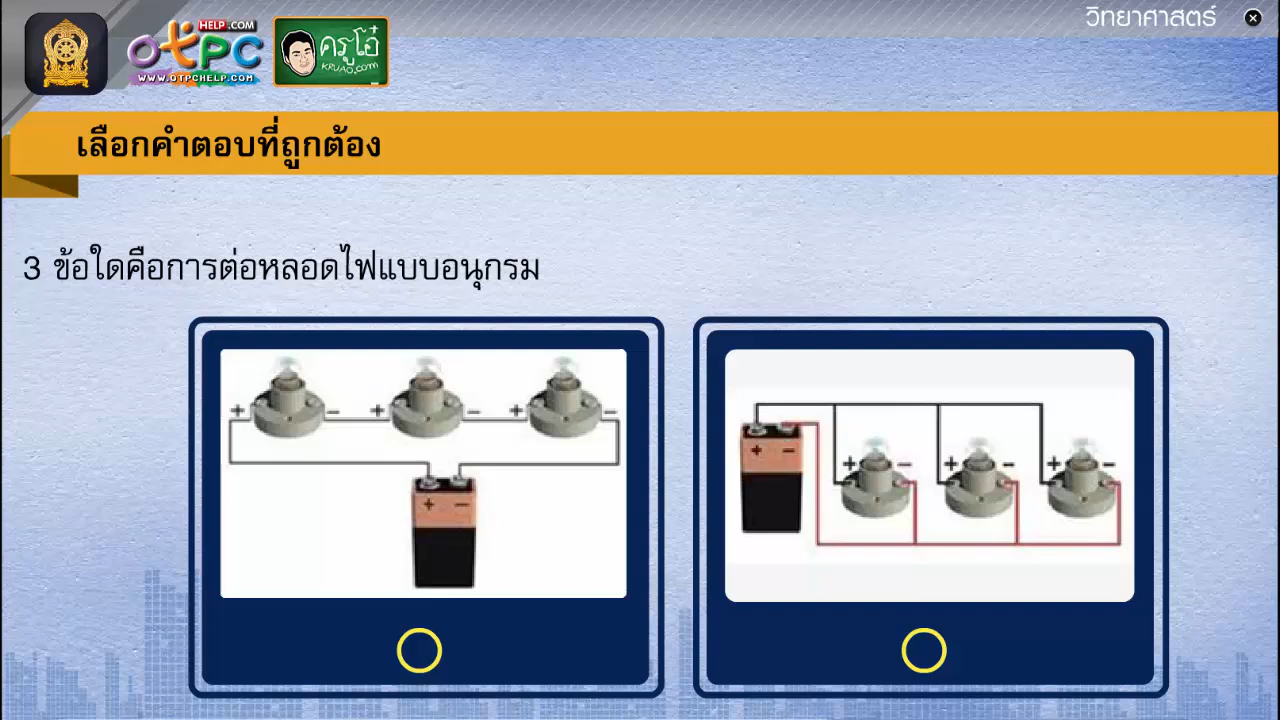 วิทยาศาสตร์
HELP.COM
OTPC
WWW.OTPCHELP.COM
ครูโอ๋
KRUAO.COM
เลือกคำตอบที่ถูกต้อง
3 ข้อใดคือการต่อหลอดไฟแบบอนุกรม
+ − + − + −
+ −
+ −
+ − + − + −